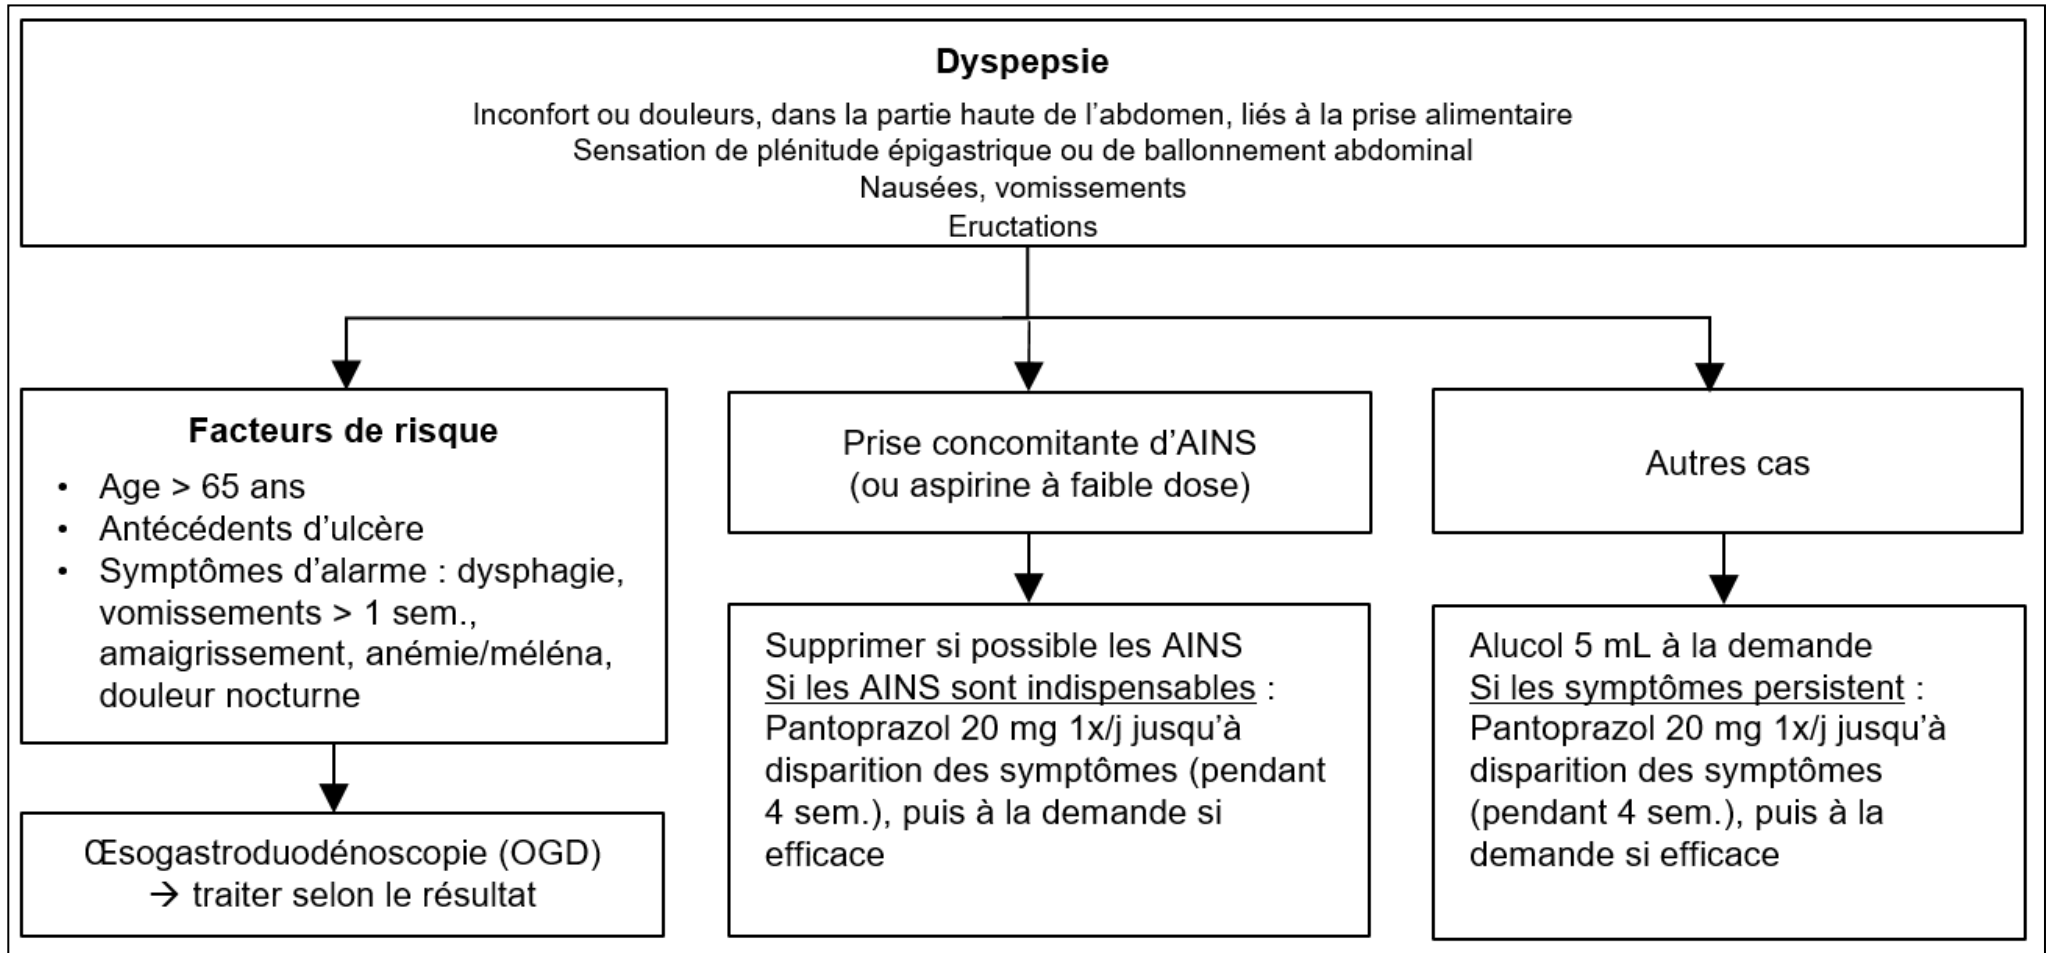 Dyspepsie
Inconfort ou douleurs, dans la partie haute de l'abdomen, liés à la prise alimentaire
Sensation de plénitude épigastrique ou de ballonnement abdominal
Nausées, vomissements
Eructations
Facteurs de risque
• Age > 65 ans
• Antécédents d'ulcère
• Symptômes d'alarme : dysphagie,
vomissements > 1 sem.,
amaigrissement, anémie/méléna,
douleur nocturne
Œsogastroduodénoscopie (OGD)
→ traiter selon le résultat
Prise concomitante d'AINS
(ou aspirine à faible dose)
Supprimer si possible les AINS
Si les AINS sont indispensables :
Pantoprazol 20 mg 1x/j jusqu'à
disparition des symptômes (pendant
4 sem.), puis à la demande si
efficace
Autres cas
Alucol 5 mL à la demande
Si les symptômes persistent :
Pantoprazol 20 mg 1x/j jusqu'à
disparition des symptômes
(pendant 4 sem.), puis à la
demande si efficace